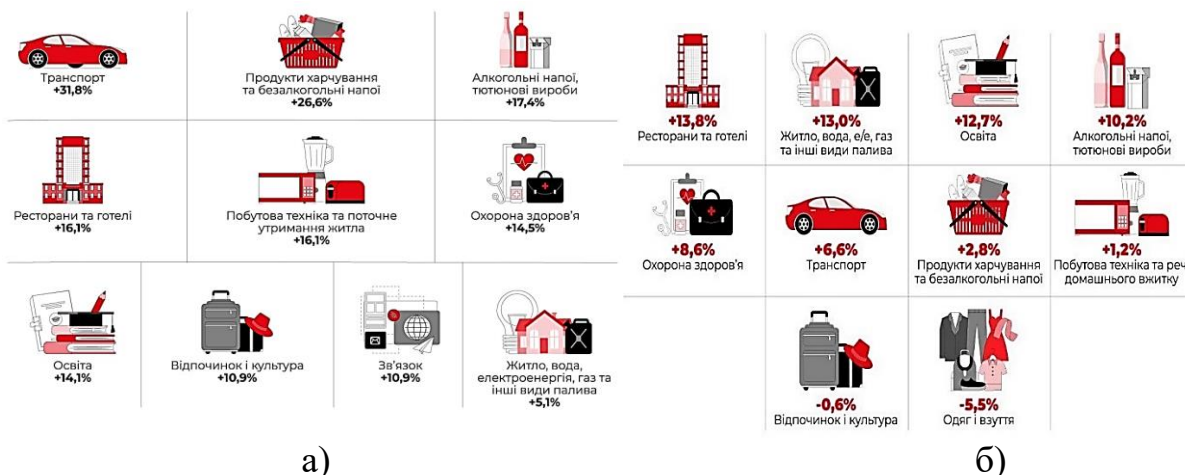 Транспорт
+31,8%
Продукти харчування
та безалкогольні напої
+26,6%
Алкогольні напої,
тютюнові вироби
+17,4%
Ресторани та готелі
+16,1%
Побутова техніка та поточне
утримання житла
+16,1%
Охорона здоров'я
+14,5%
Освіта
+14,1%
Відпочинок і культура
+10,9%
Зв'язок
+10,9%
Житло, вода,
електроенергія, газ та
інші види палива
+5,1%
а)
+13,8%
Ресторани та готелі
+13,0%
Житло, вода, е/е, газ
та інші види палива
+12,7%
Освіта
+10,2%
Алкогольні напої,
тютюнові вироби
+8,6%
Охорона здоров'я
+6,6%
Транспорт
+2,8%
Продукти харчування
та безалкогольні напої
+1,2%
Побутова техніка та реч
домашнього вжитку
-0,6%
Відпочинок і культура
-5,5%
Одяг і взуття
б)